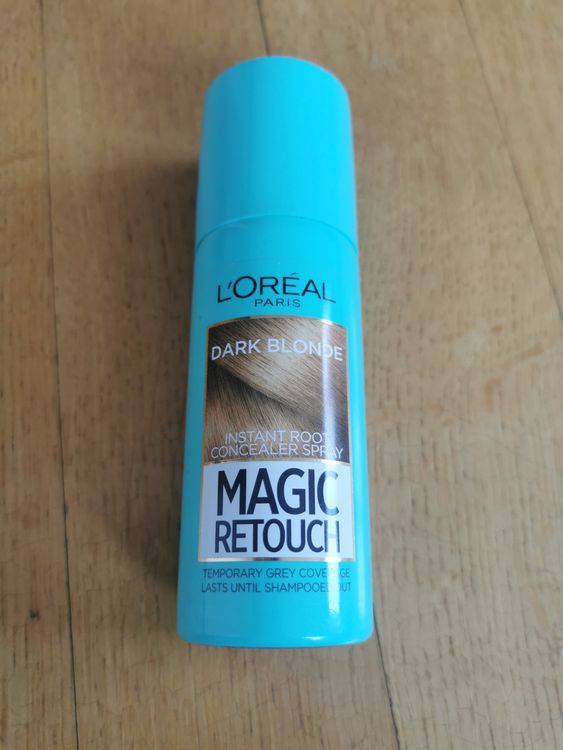 L'ORÉAL
PARIS
DARK BLONDE
INSTANT ROOT
CONCEALER SPRAY
MAGIC
RETOUCH
TEMPORARY GREY COVERAGE
LASTS UNTIL SHAMPOOED OUT